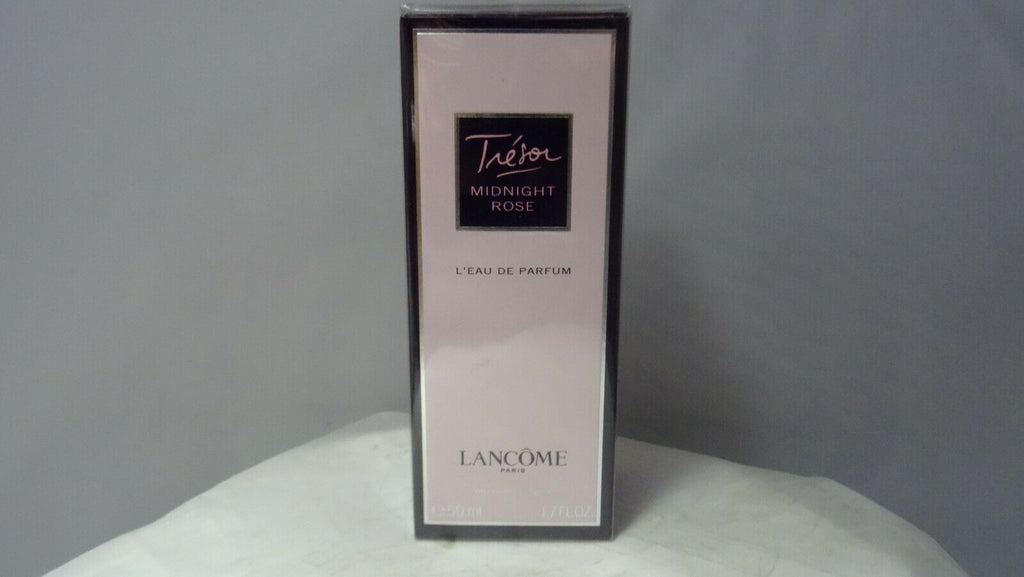 Trésor
MIDNIGHT
ROSE
L'EAU DE PARFUM
LANCÔME
PARIS
50 ml 1.7 FL.OZ.